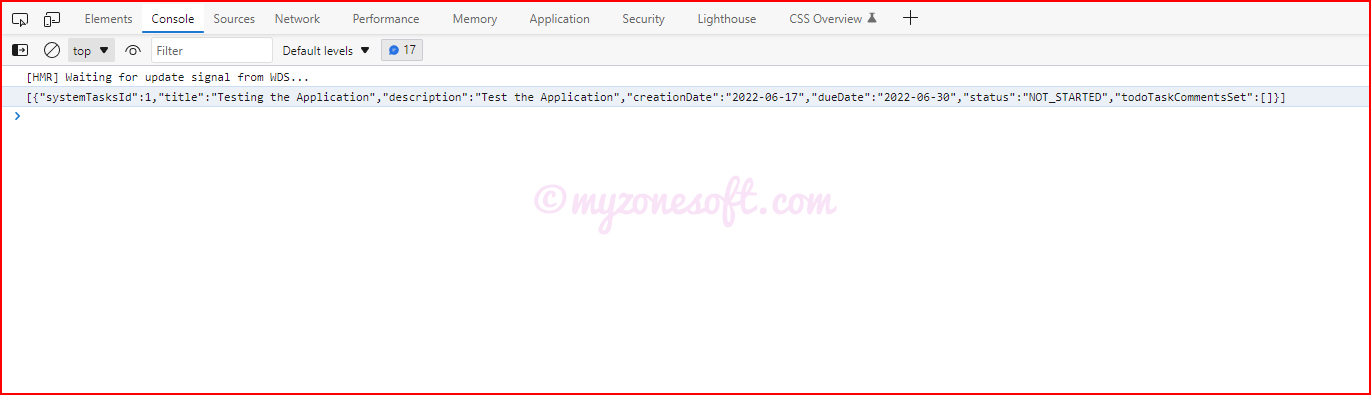 Elements Console Sources Network Performance Memory Application Security Lighthouse CSS Overview
top Filter Default levels 17
[HMR] Waiting for update signal from WDS...
[{"systemTasksId":1,"title":"Testing the Application","description":"Test the Application","creationDate":"2022-06-17","dueDate":"2022-06-30","status":"NOT_STARTED","todoTaskCommentsSet":[]}]
©myzonesoft.com